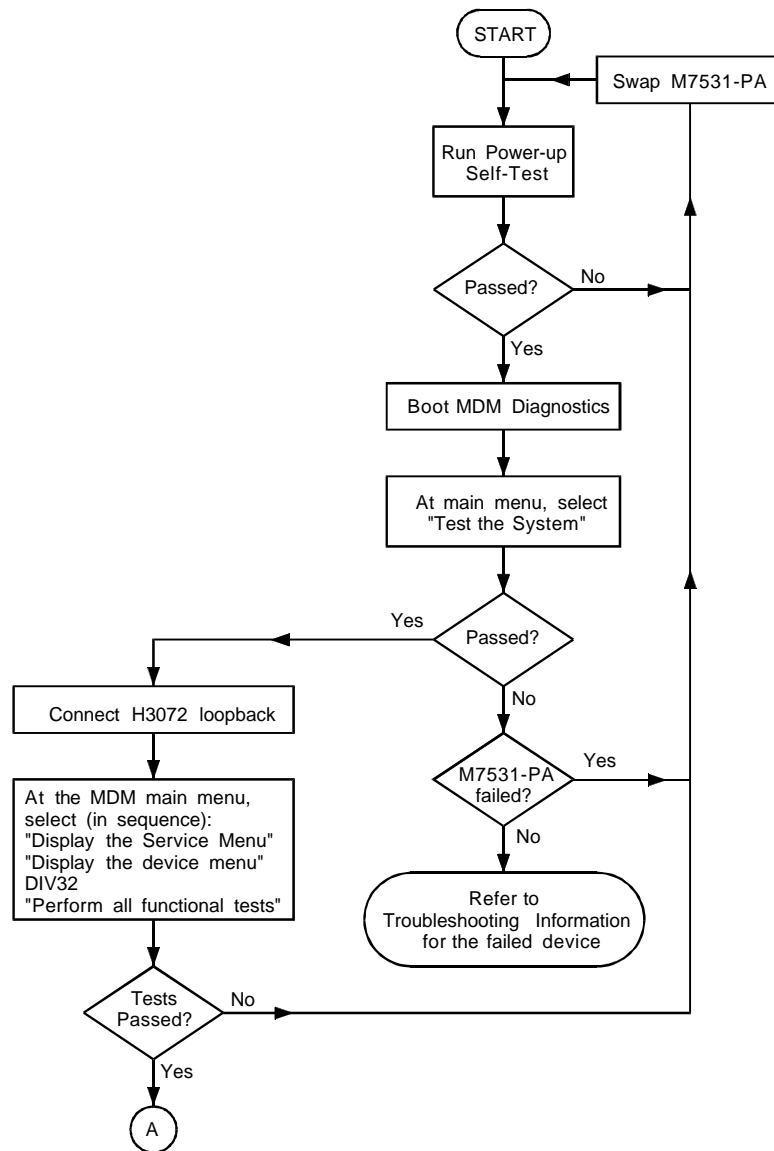 START
Swap M7531-PA
Run Power-up
Self-Test
Passed?
No
Yes
Boot MDM Diagnostics
At main menu, select
"Test the System"
Yes
Passed?
No
Connect H3072 loopback
M7531-PA
failed?
Yes
No
At the MDM main menu,
select (in sequence):
"Display the Service Menu"
"Display the device menu"
DIV32
"Perform all functional tests"
Refer to
Troubleshooting Information
for the failed device
Tests
Passed?
No
Yes
A